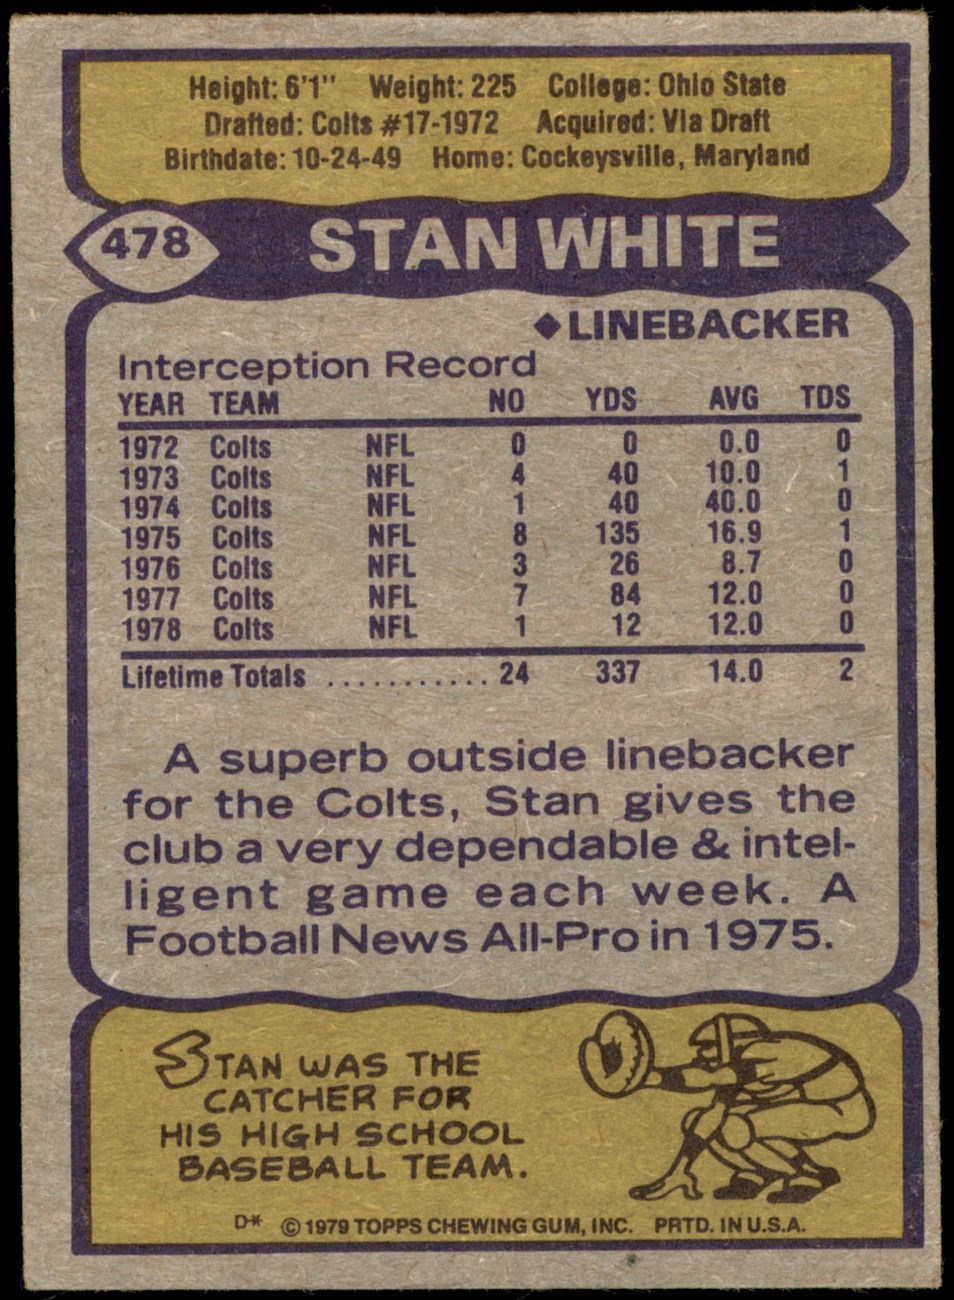 Height: 6'1" Weight: 225 College: Ohio State
Drafted: Colts #17-1972 Acquired: Via Draft
Birthdate: 10-24-49 Home: Cockeysville, Maryland
478 STAN WHITE
◆LINEBACKER
Interception Record
YEAR TEAM NO YDS AVG TDS
1972 Colts NFL 0 0 0.0 0
1973 Colts NFL 4 40 10.0 1
1974 Colts NFL 1 40 40.0 0
1975 Colts NFL 8 135 16.9 1
1976 Colts NFL 3 26 8.7 0
1977 Colts NFL 7 84 12.0 0
1978 Colts NFL 1 12 12.0 0
Lifetime Totals ........... 24 337 14.0 2
A superb outside linebacker
for the Colts, Stan gives the
club a very dependable & intel-
ligent game each week. A
Football News All-Pro in 1975.
STAN WAS THE
CATCHER FOR
HIS HIGH SCHOOL
BASEBALL TEAM.
D* © 1979 TOPPS CHEWING GUM, INC. PRTD. IN U.S.A.